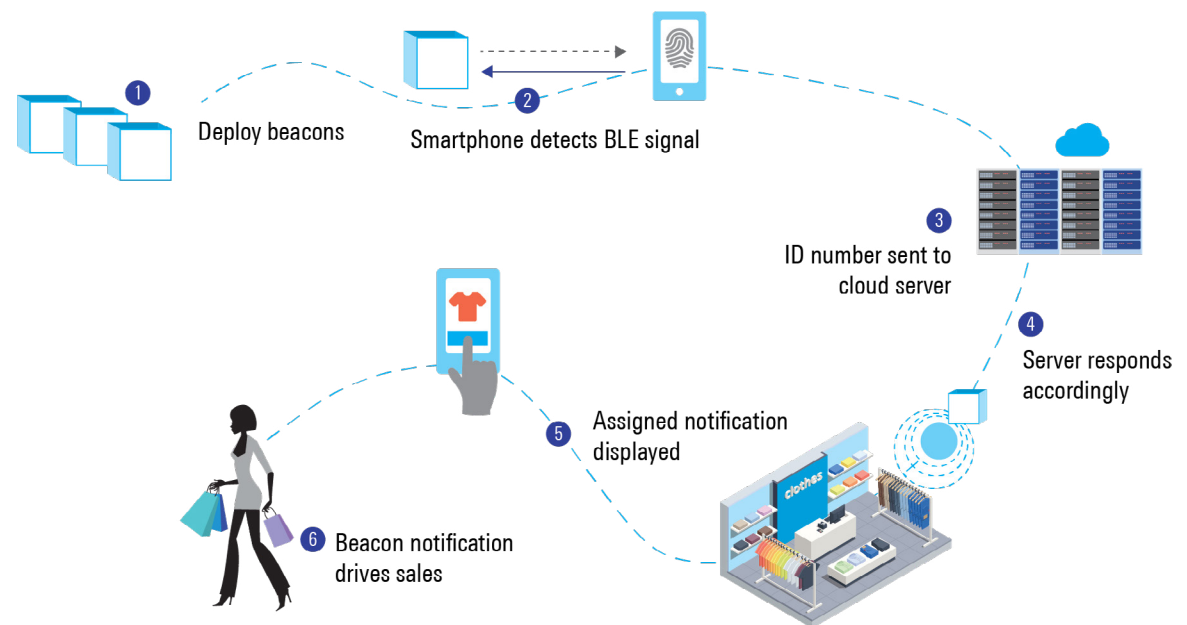 1
Deploy beacons
2
Smartphone detects BLE signal
3
ID number sent to
cloud server
4
Server responds
accordingly
clothes
5
Assigned notification
displayed
6
Beacon notification
drives sales